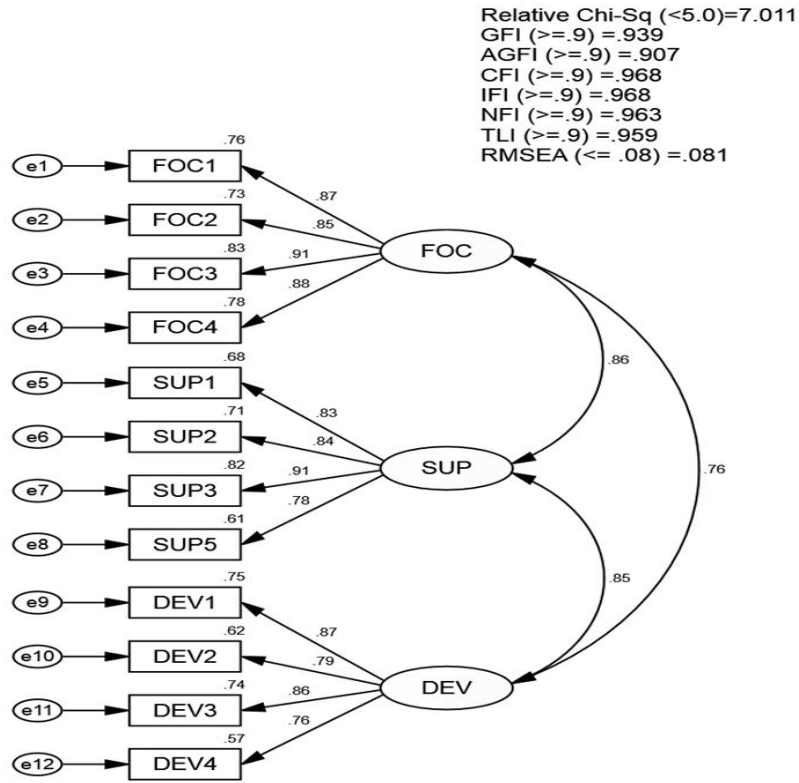 Relative Chi-Sq (<5.0)=7.011
GFI (>=.9) =.939
AGFI (>=.9) =.907
CFI (>=.9) =.968
IFI (>=.9) =.968
NFI (>=.9) =.963
TLI (>=.9) =.959
RMSEA (<= .08) =.081
.76
e1 FOC1
.87
.73
e2 FOC2
.85
FOC
.83
e3 FOC3
.91
.88
.78
e4 FOC4
.86
.68
e5 SUP1
.83
.71
e6 SUP2
.84
SUP
.76
.82
e7 SUP3
.91
.78
.61
e8 SUP5
.85
.75
e9 DEV1
.87
.62
e10 DEV2
.79
DEV
.74
e11 DEV3
.86
.76
.57
e12 DEV4